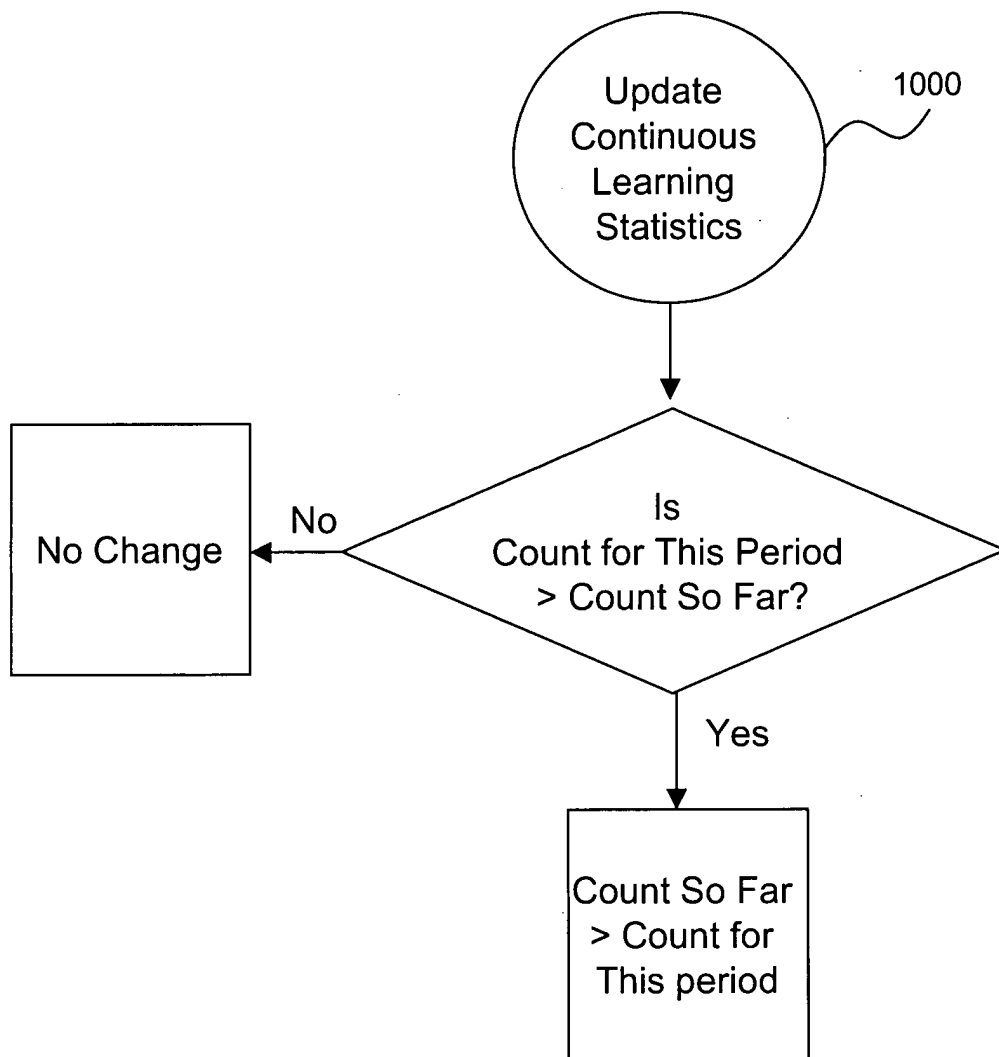 Update
Continuous
Learning
Statistics
1000
Is
Count for This Period
> Count So Far?
No
No Change
Yes
Count So Far
> Count for
This period